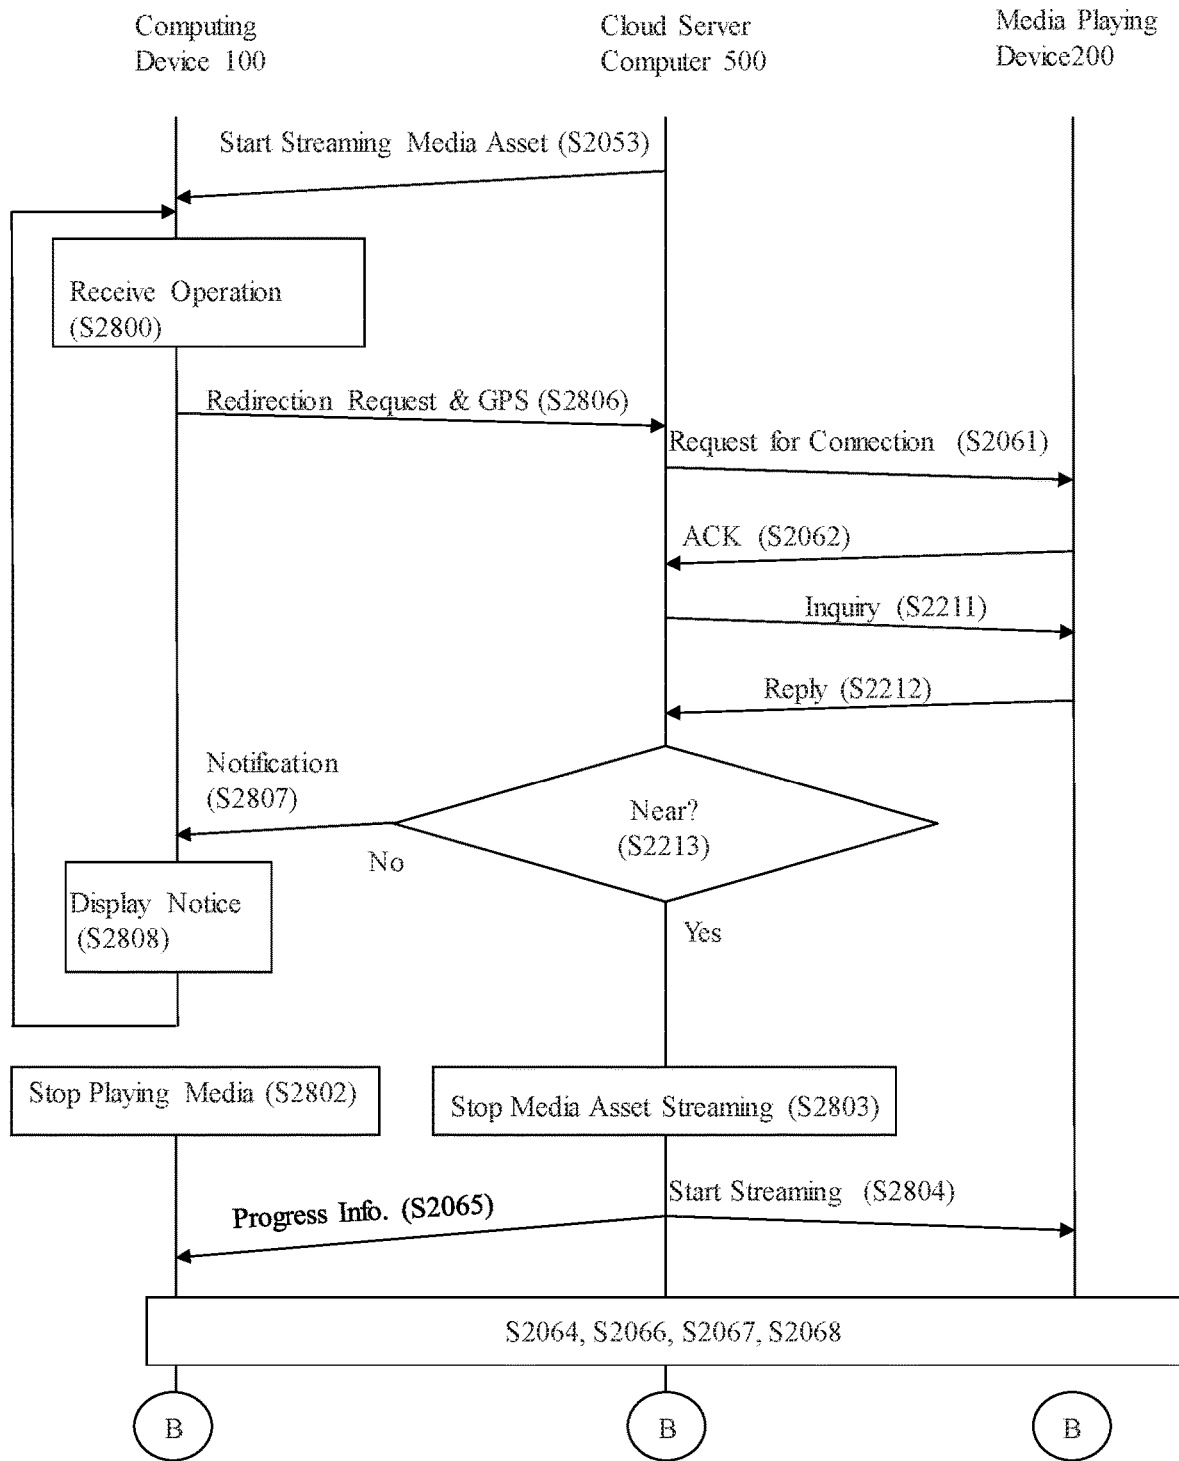 Computing
Device 100
Cloud Server
Computer 500
Media Playing
Device200
Start Streaming Media Asset (S2053)
Receive Operation
(S2800)
Redirection Request & GPS (S2806)
Request for Connection (S2061)
ACK (S2062)
Inquiry (S2211)
Reply (S2212)
Notification
(S2807)
Near?
(S2213)
No
Display Notice
(S2808)
Yes
Stop Playing Media (S2802)
Stop Media Asset Streaming (S2803)
Start Streaming (S2804)
Progress Info. (S2065)
S2064, S2066, S2067, S2068
B
B
B